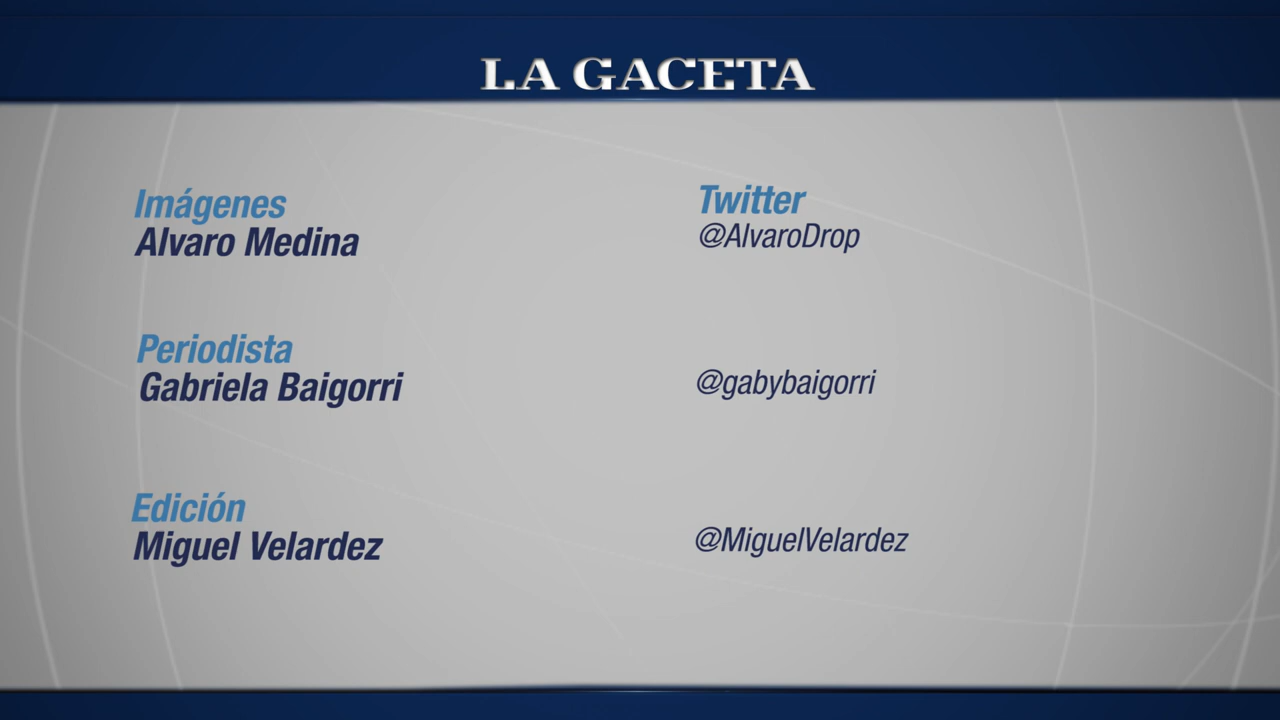 LA GACETA
Imágenes
Alvaro Medina
Twitter
@AlvaroDrop
Periodista
Gabriela Baigorri
@gabybaigorri
Edición
Miguel Velardez
@MiguelVelardez